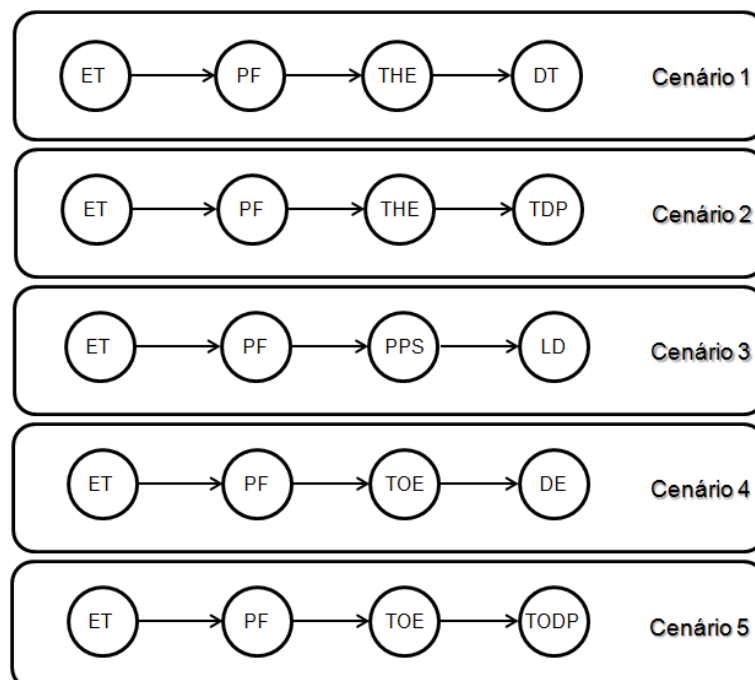 ET PF THE DT Cenário 1
ET PF THE TDP Cenário 2
ET PF PPS LD Cenário 3
ET PF TOE DE Cenário 4
ET PF TOE TODP Cenário 5